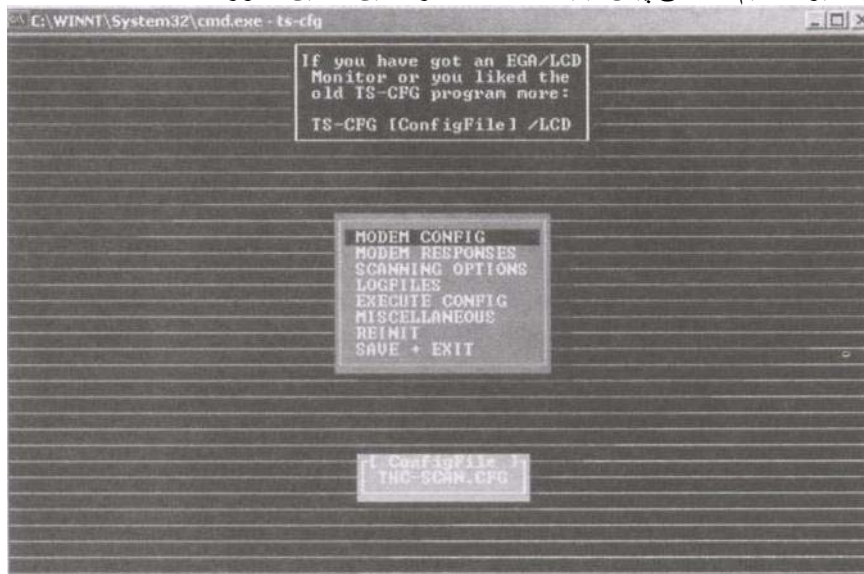 C:\WINNT\System32\cmd.exe - ts-cfg
If you have got an EGA/LCD
Monitor or you liked the
old TS-CFG program more:
TS-CFG [ConfigFile] /LCD
MODEM CONFIG
MODEM RESPONSES
SCANNING OPTIONS
LOGFILES
EXECUTE CONFIG
MISCELLANEOUS
REINIT
SAVE + EXIT
[ ConfigFile ]
THC-SCAN.CFG